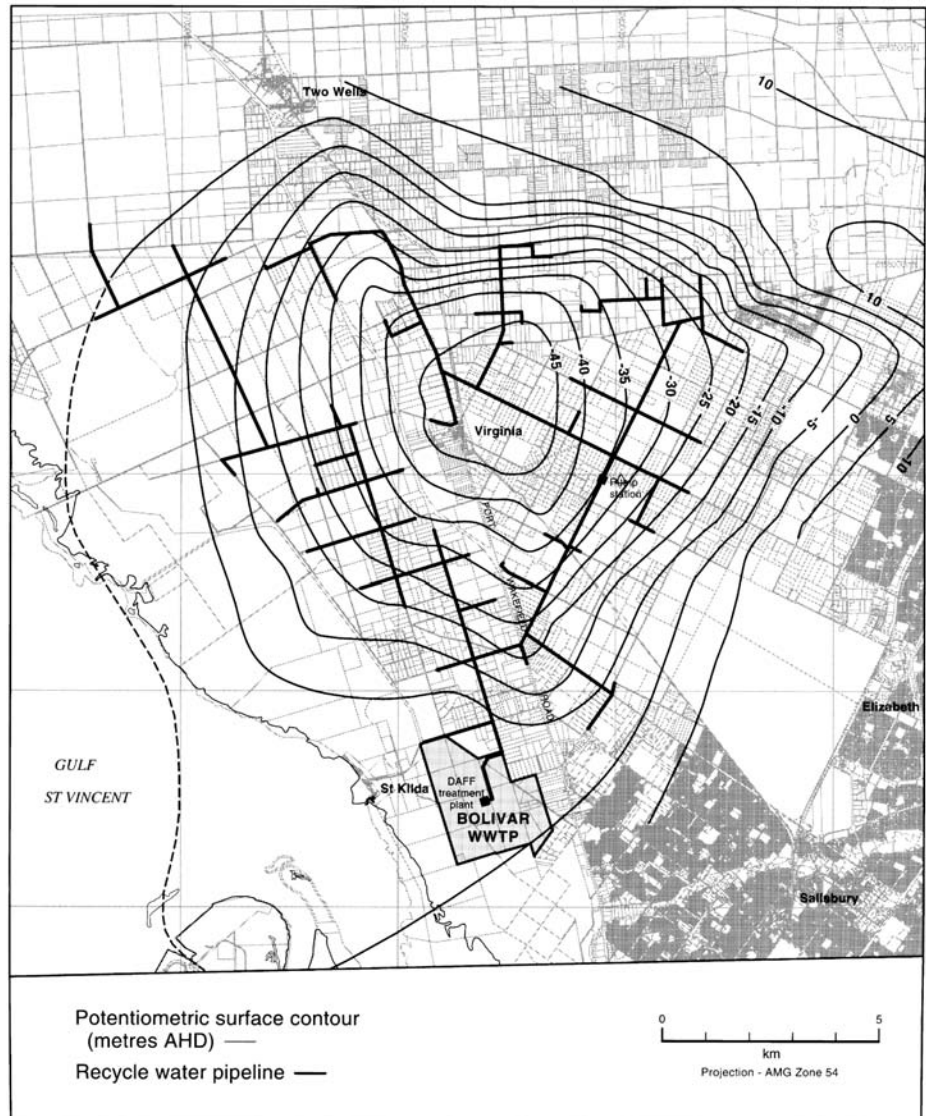 10
Two Wells
10
-45
-40
-35
-30
-25
-20
-15
-10
-5
0
5
10
Virginia
Pump
station
PORT
WAKEFIELD
ROAD
Elizabeth
GULF
ST VINCENT
St Kilda
DAFF
treatment
plant
BOLIVAR
WWTP
Salisbury
Potentiometric surface contour
(metres AHD)
Recycle water pipeline
0
5
km
Projection - AMG Zone 54